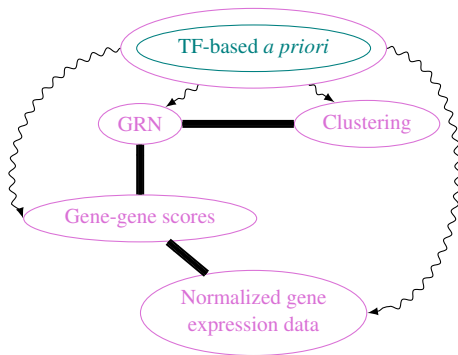 TF-based a priori
GRN
Clustering
Gene-gene scores
Normalized gene
expression data